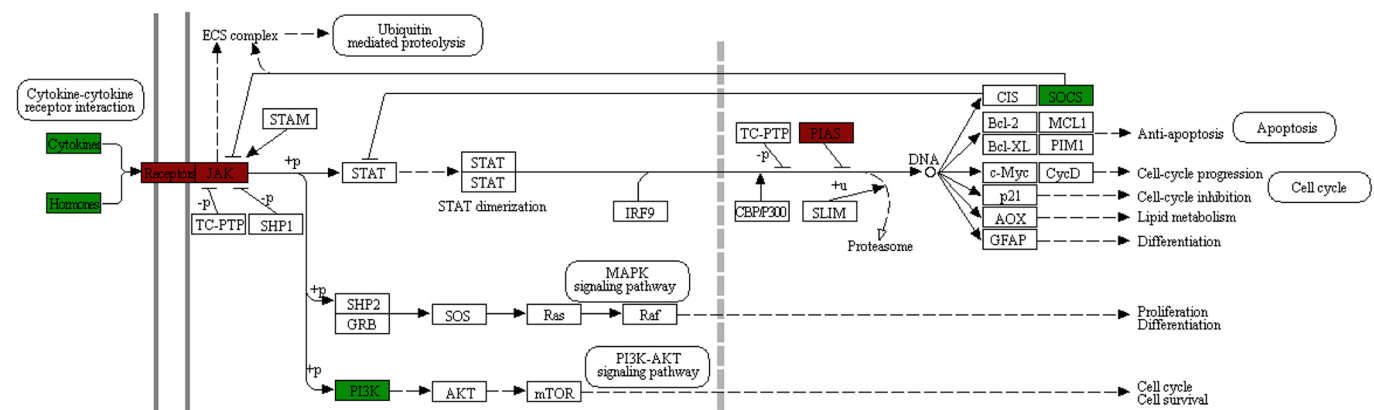 ECS complex
Ubiquitin
mediated proteolysis
Cytokine-cytokine
receptor interaction
Cytokines
Hormones
Receptors
JAK
STAM
+p
-p
-p
TC-PTP
SHP1
STAT
STAT
STAT
STAT dimerization
IRF9
TC-PTP
PIAS
-p
+u
CBP/P300
SLIM
Proteasome
DNA
CIS
SOCS
Bcl-2
MCL1
Bcl-XL
PIM1
c-Myc
CycD
p21
AOX
GFAP
Anti-apoptosis
Apoptosis
Cell-cycle progression
Cell-cycle inhibition
Cell cycle
Lipid metabolism
Differentiation
+p
SHP2
GRB
SOS
Ras
Raf
MAPK
signaling pathway
Proliferation
Differentiation
+p
PI3K
AKT
mTOR
PI3K-AKT
signaling pathway
Cell cycle
Cell survival